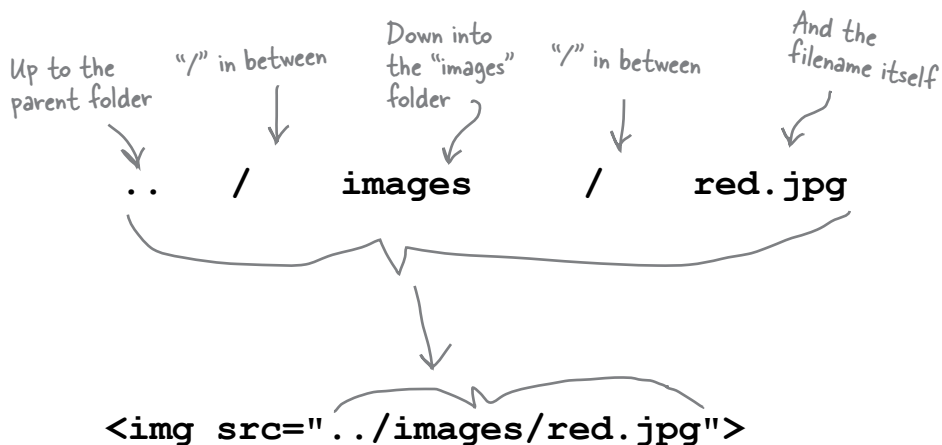 Up to the
parent folder
“/” in between
Down into
the “images”
folder
“/” in between
And the
filename itself
.. / images / red.jpg
<img src="../images/red.jpg">